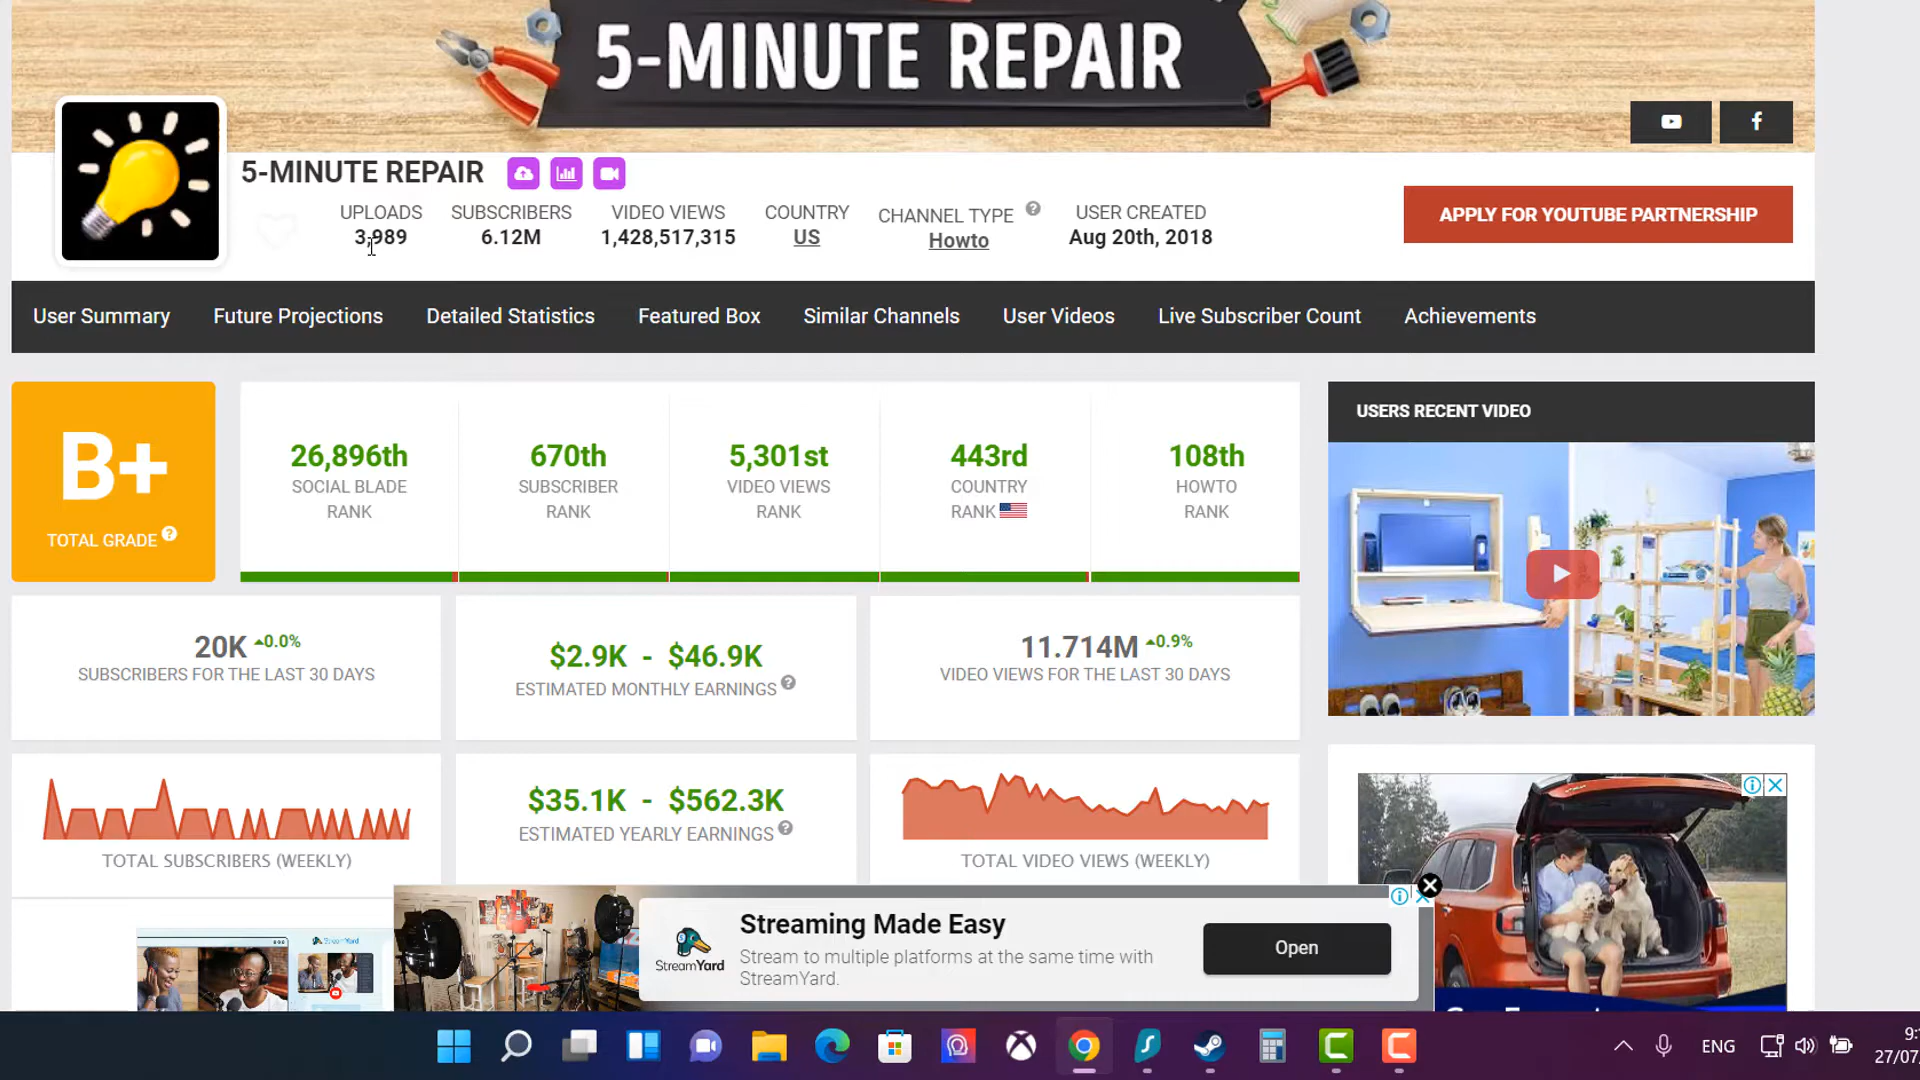 5-MINUTE REPAIR
5-MINUTE REPAIR
UPLOADS
3,989
SUBSCRIBERS
6.12M
VIDEO VIEWS
1,428,517,315
COUNTRY
US
CHANNEL TYPE
Howto
USER CREATED
Aug 20th, 2018
APPLY FOR YOUTUBE PARTNERSHIP
User Summary
Future Projections
Detailed Statistics
Featured Box
Similar Channels
User Videos
Live Subscriber Count
Achievements
B+
TOTAL GRADE
26,896th
SOCIAL BLADE
RANK
670th
SUBSCRIBER
RANK
5,301st
VIDEO VIEWS
RANK
443rd
COUNTRY
RANK
108th
HOWTO
RANK
USERS RECENT VIDEO
20K 0.0%
SUBSCRIBERS FOR THE LAST 30 DAYS
$2.9K - $46.9K
ESTIMATED MONTHLY EARNINGS
11.714M 0.9%
VIDEO VIEWS FOR THE LAST 30 DAYS
TOTAL SUBSCRIBERS (WEEKLY)
$35.1K - $562.3K
ESTIMATED YEARLY EARNINGS
TOTAL VIDEO VIEWS (WEEKLY)
StreamYard
StreamYard
Streaming Made Easy
Stream to multiple platforms at the same time with
StreamYard.
Open
ENG
27/07